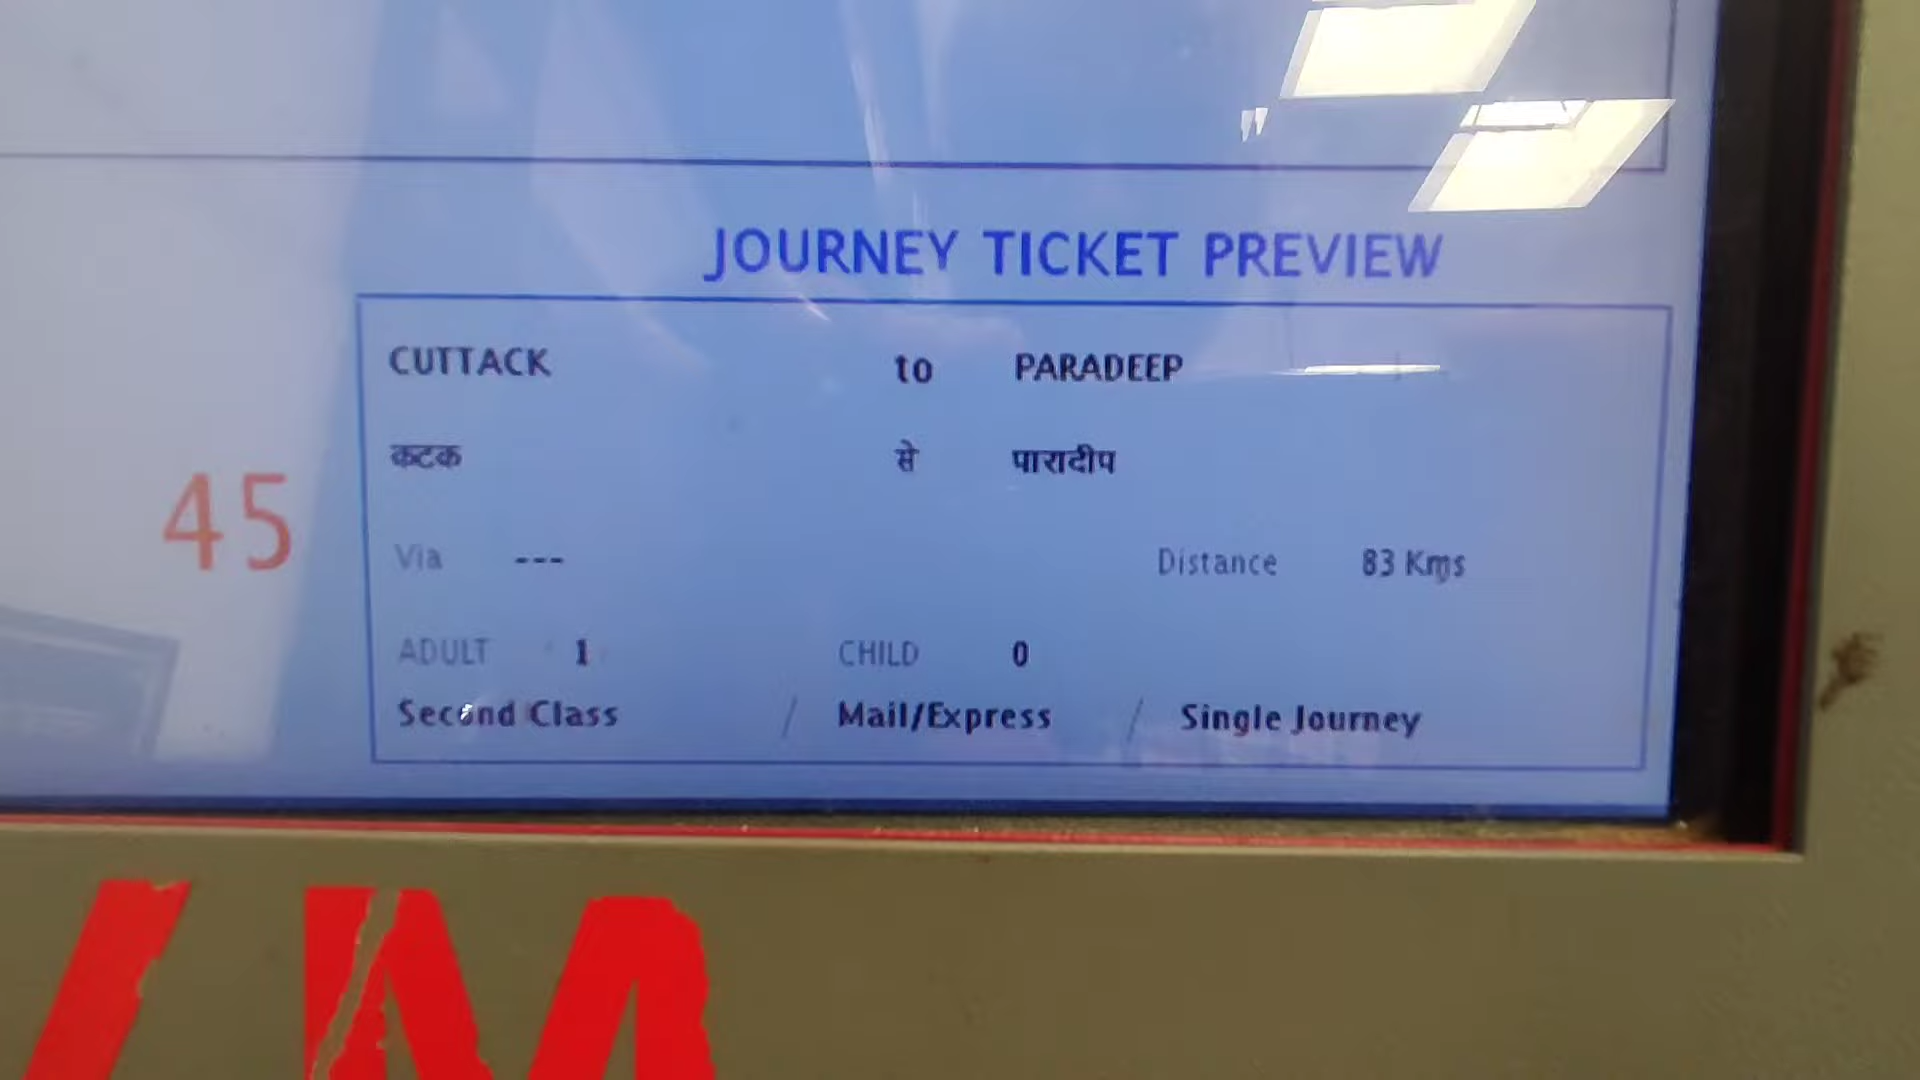 JOURNEY TICKET PREVIEW
CUTTACK to PARADEEP
कटक से पारादीप
45
Via --- Distance 83 Kms
ADULT 1 CHILD 0
Second Class / Mail/Express / Single Journey
VM